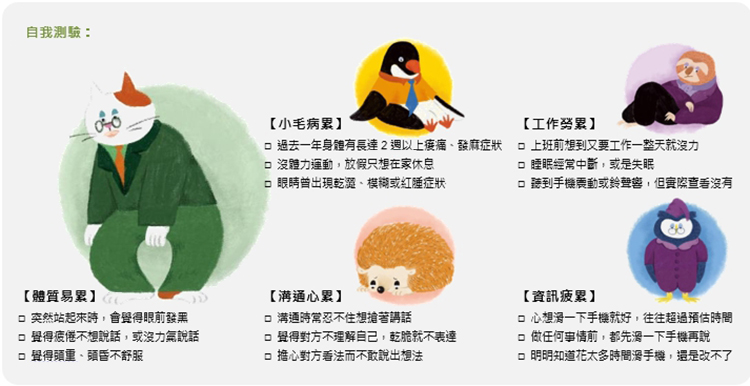 自我測驗：
【小毛病累】
□ 過去一年身體有長達 2 週以上痠痛、發麻症狀
□ 沒體力運動，放假只想在家休息
□ 眼睛曾出現乾澀、模糊或紅腫症狀
【工作勞累】
□ 上班前想到又要工作一整天就沒力
□ 睡眠經常中斷，或是失眠
□ 聽到手機震動或鈴聲響，但實際查看沒有
【體質易累】
□ 突然站起來時，會覺得眼前發黑
□ 覺得疲倦不想說話，或沒力氣說話
□ 覺得頭重、頭昏不舒服
【溝通心累】
□ 溝通時常忍不住想搶著講話
□ 覺得對方不理解自己，乾脆就不表達
□ 擔心對方看法而不敢說出想法
【資訊疲累】
□ 心想滑一下手機就好，往往超過預估時間
□ 做任何事情前，都先滑一下手機再說
□ 明明知道花太多時間滑手機，還是改不了